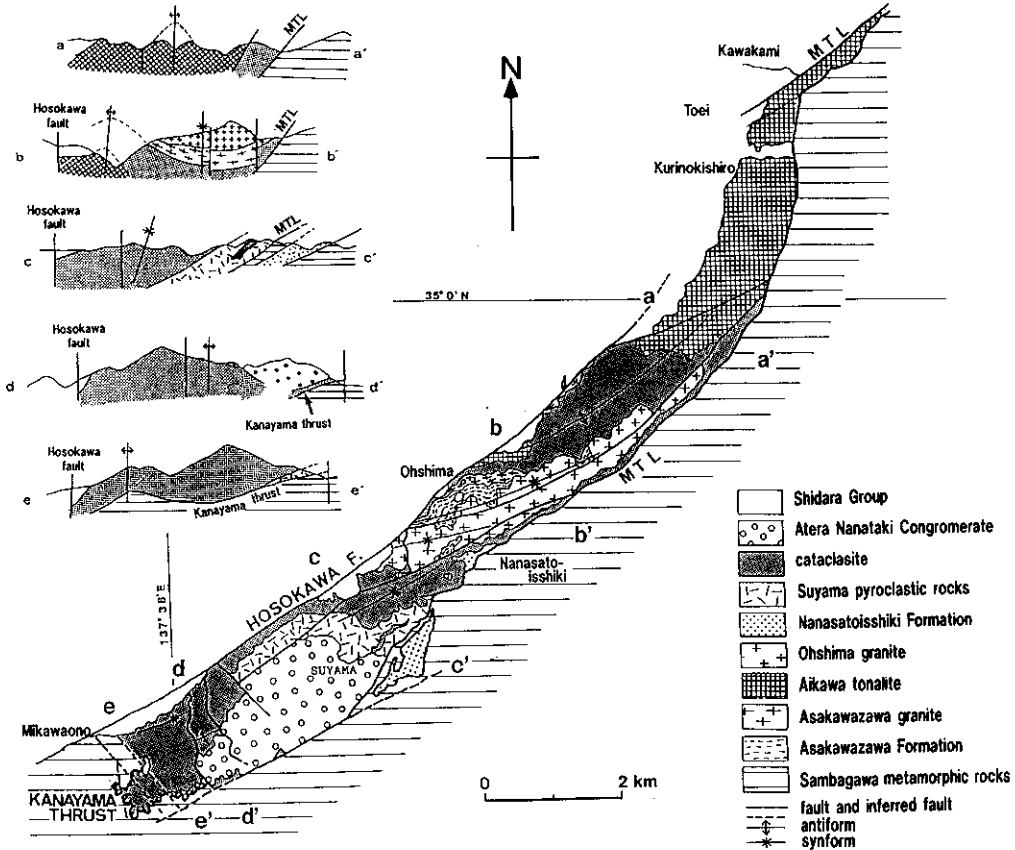 a
MTL
a´
Hosokawa
fault
b
MTL
b´
Hosokawa
fault
c
MTL
c´
Hosokawa
fault
d
d´
Kanayama thrust
Hosokawa
fault
e
Kanayama thrust
e´
N
Kawakami
MTL
Toei
Kurinokishiro
35° 0´ N
a
a'
b
Ohshima
MTL
b'
c
Nanasato-
isshiki
HOSOKAWA F.
137° 38´ E
SUYAMA
c'
d
e
Miikawaono
KANAYAMA
THRUST
e'
d'
0
2 km
Shidara Group
Atera Nanataki Congromerate
cataclasite
Suyama pyroclastic rocks
Nanasatoisshiki Formation
Ohshima granite
Aikawa tonalite
Asakawazawa granite
Asakawazawa Formation
Sambagawa metamorphic rocks
fault and inferred fault
antiform
synform